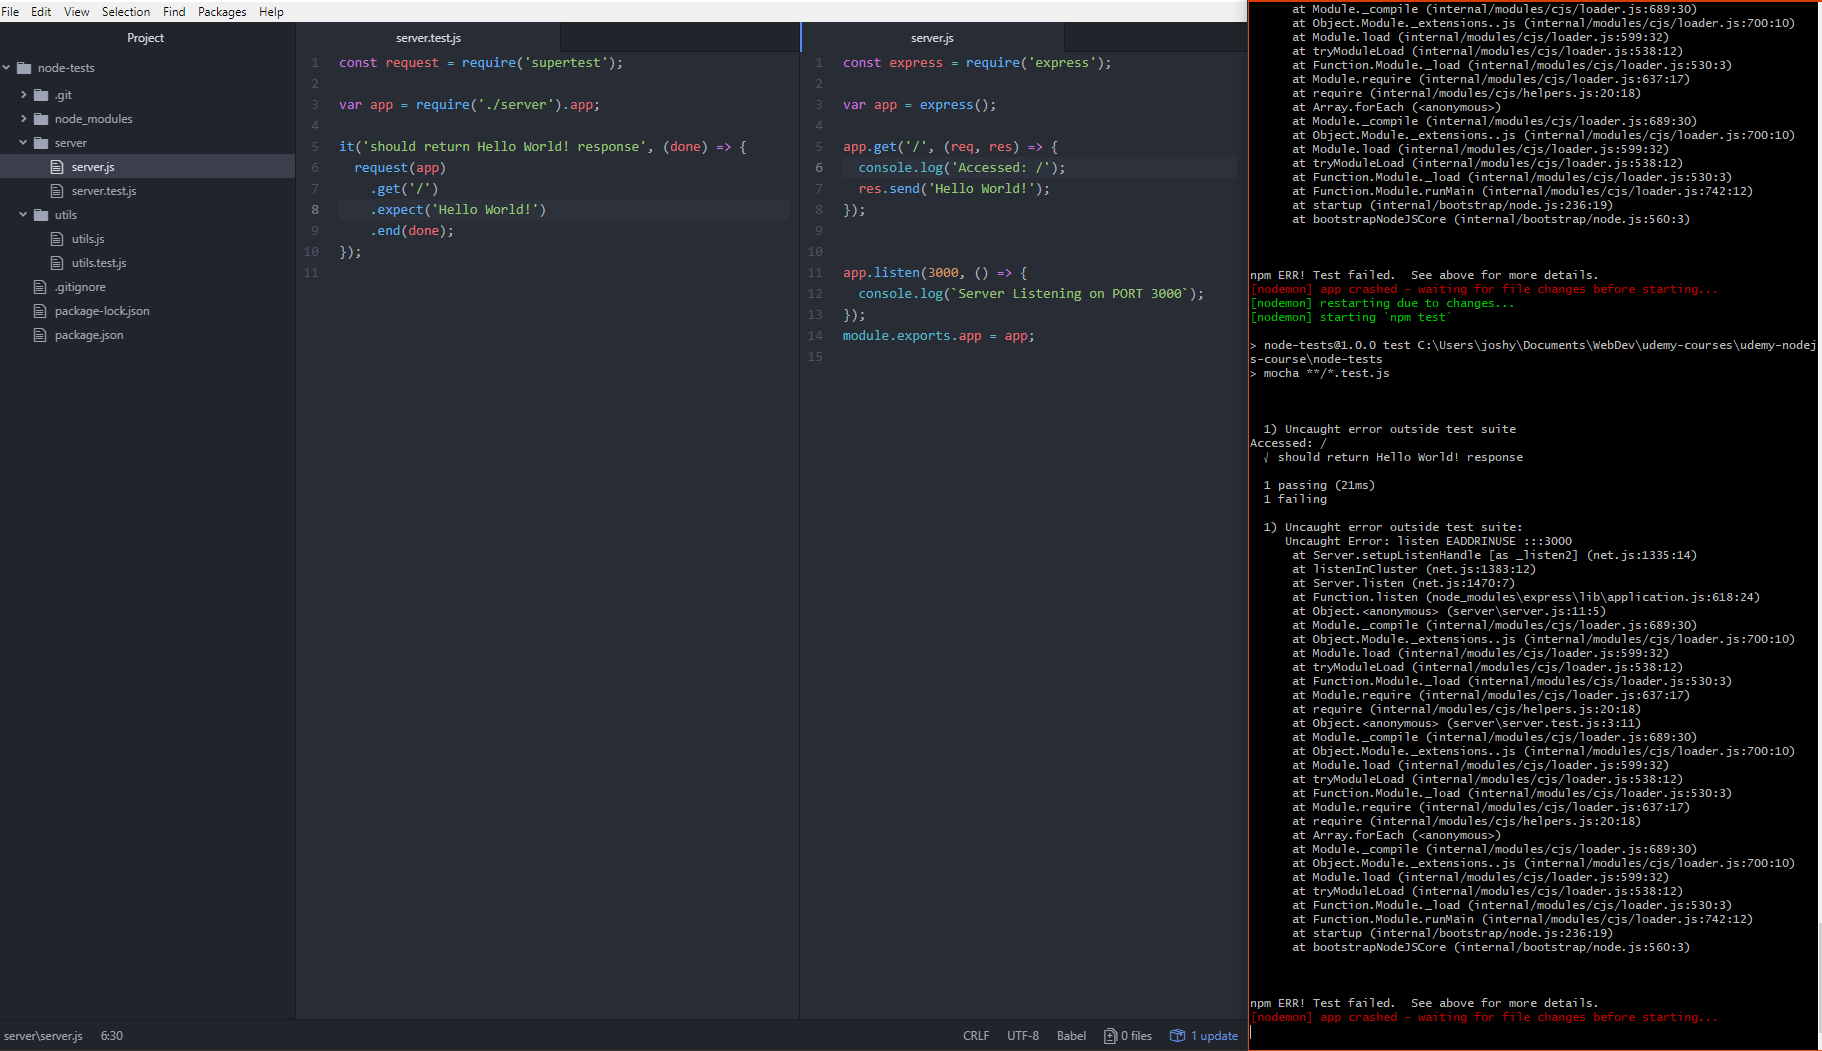 File Edit View Selection Find Packages Help
Project
node-tests
.git
node_modules
server
server.js
server.test.js
utils
utils.js
utils.test.js
.gitignore
package-lock.json
package.json
server.test.js
1 const request = require('supertest');
2
3 var app = require('./server').app;
4
5 it('should return Hello World! response', (done) => {
6 request(app)
7 .get('/')
8 .expect('Hello World!')
9 .end(done);
10 });
11
server.js
1 const express = require('express');
2
3 var app = express();
4
5 app.get('/', (req, res) => {
6 console.log('Accessed: /');
7 res.send('Hello World!');
8 });
9
10
11 app.listen(3000, () => {
12 console.log(`Server Listening on PORT 3000`);
13 });
14 module.exports.app = app;
15
at Module._compile (internal/modules/cjs/loader.js:689:30)
at Object.Module._extensions..js (internal/modules/cjs/loader.js:700:10)
at Module.load (internal/modules/cjs/loader.js:599:32)
at tryModuleLoad (internal/modules/cjs/loader.js:538:12)
at Function.Module._load (internal/modules/cjs/loader.js:530:3)
at Module.require (internal/modules/cjs/loader.js:637:17)
at require (internal/modules/cjs/helpers.js:20:18)
at Array.forEach (<anonymous>)
at Module._compile (internal/modules/cjs/loader.js:689:30)
at Object.Module._extensions..js (internal/modules/cjs/loader.js:700:10)
at Module.load (internal/modules/cjs/loader.js:599:32)
at tryModuleLoad (internal/modules/cjs/loader.js:538:12)
at Function.Module._load (internal/modules/cjs/loader.js:530:3)
at Function.Module.runMain (internal/modules/cjs/loader.js:742:12)
at startup (internal/bootstrap/node.js:236:19)
at bootstrapNodeJSCore (internal/bootstrap/node.js:560:3)
npm ERR! Test failed.  See above for more details.
[nodemon] app crashed - waiting for file changes before starting...
[nodemon] restarting due to changes...
[nodemon] starting `npm test`
> node-tests@1.0.0 test C:\Users\joshy\Documents\WebDev\udemy-courses\udemy-nodej
s-course\node-tests
> mocha **/*.test.js
1) Uncaught error outside test suite
Accessed: /
√ should return Hello World! response
1 passing (21ms)
1 failing
1) Uncaught error outside test suite:
Uncaught Error: listen EADDRINUSE :::3000
at Server.setupListenHandle [as _listen2] (net.js:1335:14)
at listenInCluster (net.js:1383:12)
at Server.listen (net.js:1470:7)
at Function.listen (node_modules\express\lib\application.js:618:24)
at Object.<anonymous> (server\server.js:11:5)
at Module._compile (internal/modules/cjs/loader.js:689:30)
at Object.Module._extensions..js (internal/modules/cjs/loader.js:700:10)
at Module.load (internal/modules/cjs/loader.js:599:32)
at tryModuleLoad (internal/modules/cjs/loader.js:538:12)
at Function.Module._load (internal/modules/cjs/loader.js:530:3)
at Module.require (internal/modules/cjs/loader.js:637:17)
at require (internal/modules/cjs/helpers.js:20:18)
at Object.<anonymous> (server\server.test.js:3:11)
at Module._compile (internal/modules/cjs/loader.js:689:30)
at Object.Module._extensions..js (internal/modules/cjs/loader.js:700:10)
at Module.load (internal/modules/cjs/loader.js:599:32)
at tryModuleLoad (internal/modules/cjs/loader.js:538:12)
at Function.Module._load (internal/modules/cjs/loader.js:530:3)
at Module.require (internal/modules/cjs/loader.js:637:17)
at require (internal/modules/cjs/helpers.js:20:18)
at Array.forEach (<anonymous>)
at Module._compile (internal/modules/cjs/loader.js:689:30)
at Object.Module._extensions..js (internal/modules/cjs/loader.js:700:10)
at Module.load (internal/modules/cjs/loader.js:599:32)
at tryModuleLoad (internal/modules/cjs/loader.js:538:12)
at Function.Module._load (internal/modules/cjs/loader.js:530:3)
at Function.Module.runMain (internal/modules/cjs/loader.js:742:12)
at startup (internal/bootstrap/node.js:236:19)
at bootstrapNodeJSCore (internal/bootstrap/node.js:560:3)
npm ERR! Test failed.  See above for more details.
[nodemon] app crashed - waiting for file changes before starting...
server\server.js 6:30 CRLF UTF-8 Babel 0 files 1 update